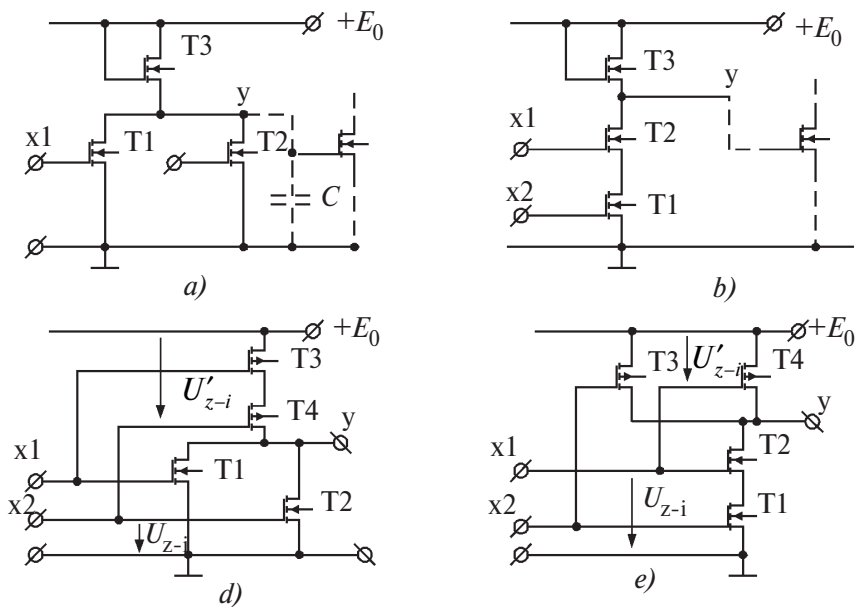 +E₀
T3
y
x1
T1
T2
C
a)
+E₀
T3
y
x1
T2
x2
T1
b)
+E₀
T3
U′z–i
T4
y
x1
T1
x2
T2
Uz–i
d)
+E₀
T3
U′z–i
T4
y
x1
T2
x2
Uz–i
T1
e)